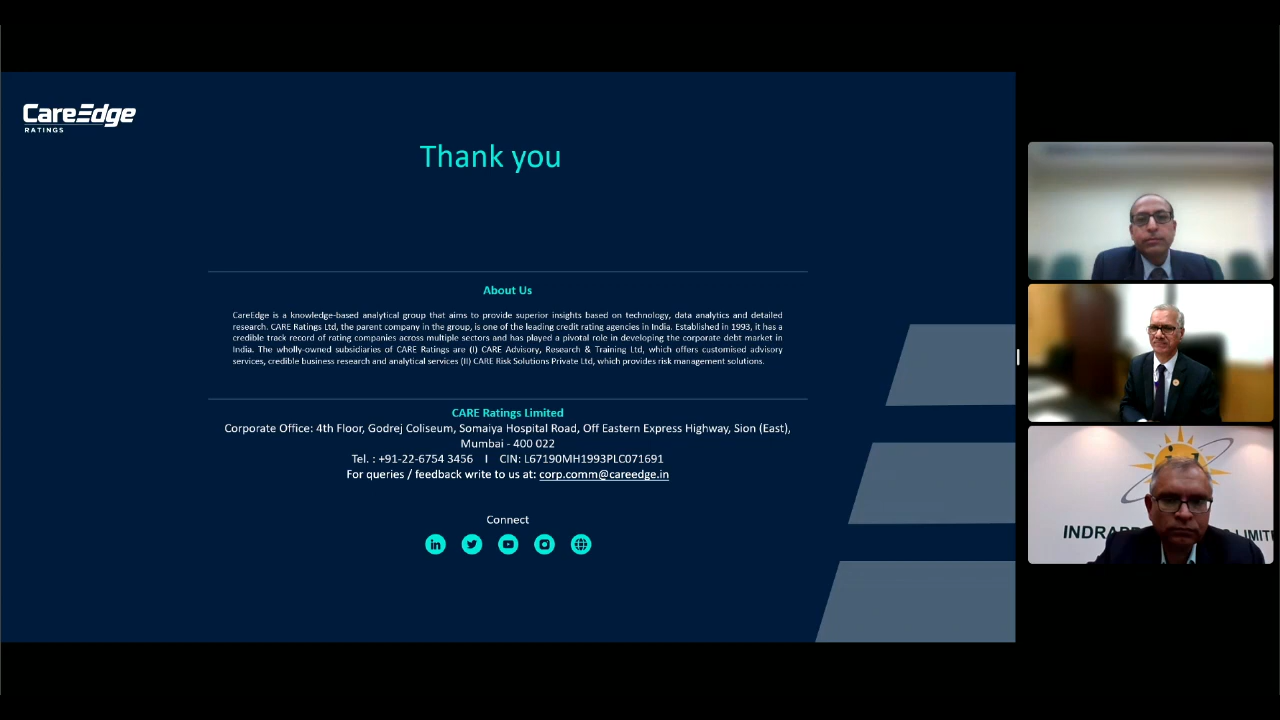 CareEdge
RATINGS
Thank you
About Us
CareEdge is a knowledge-based analytical group that aims to provide superior insights based on technology, data analytics and detailed
research. CARE Ratings Ltd, the parent company in the group, is one of the leading credit rating agencies in India. Established in 1993, it has a
credible track record of rating companies across multiple sectors and has played a pivotal role in developing the corporate debt market in
India. The wholly-owned subsidiaries of CARE Ratings are (I) CARE Advisory, Research & Training Ltd, which offers customised advisory
services, credible business research and analytical services (II) CARE Risk Solutions Private Ltd, which provides risk management solutions.
CARE Ratings Limited
Corporate Office: 4th Floor, Godrej Coliseum, Somaiya Hospital Road, Off Eastern Express Highway, Sion (East),
Mumbai - 400 022
Tel. : +91-22-6754 3456 I CIN: L67190MH1993PLC071691
For queries / feedback write to us at: corp.comm@careedge.in
Connect
in